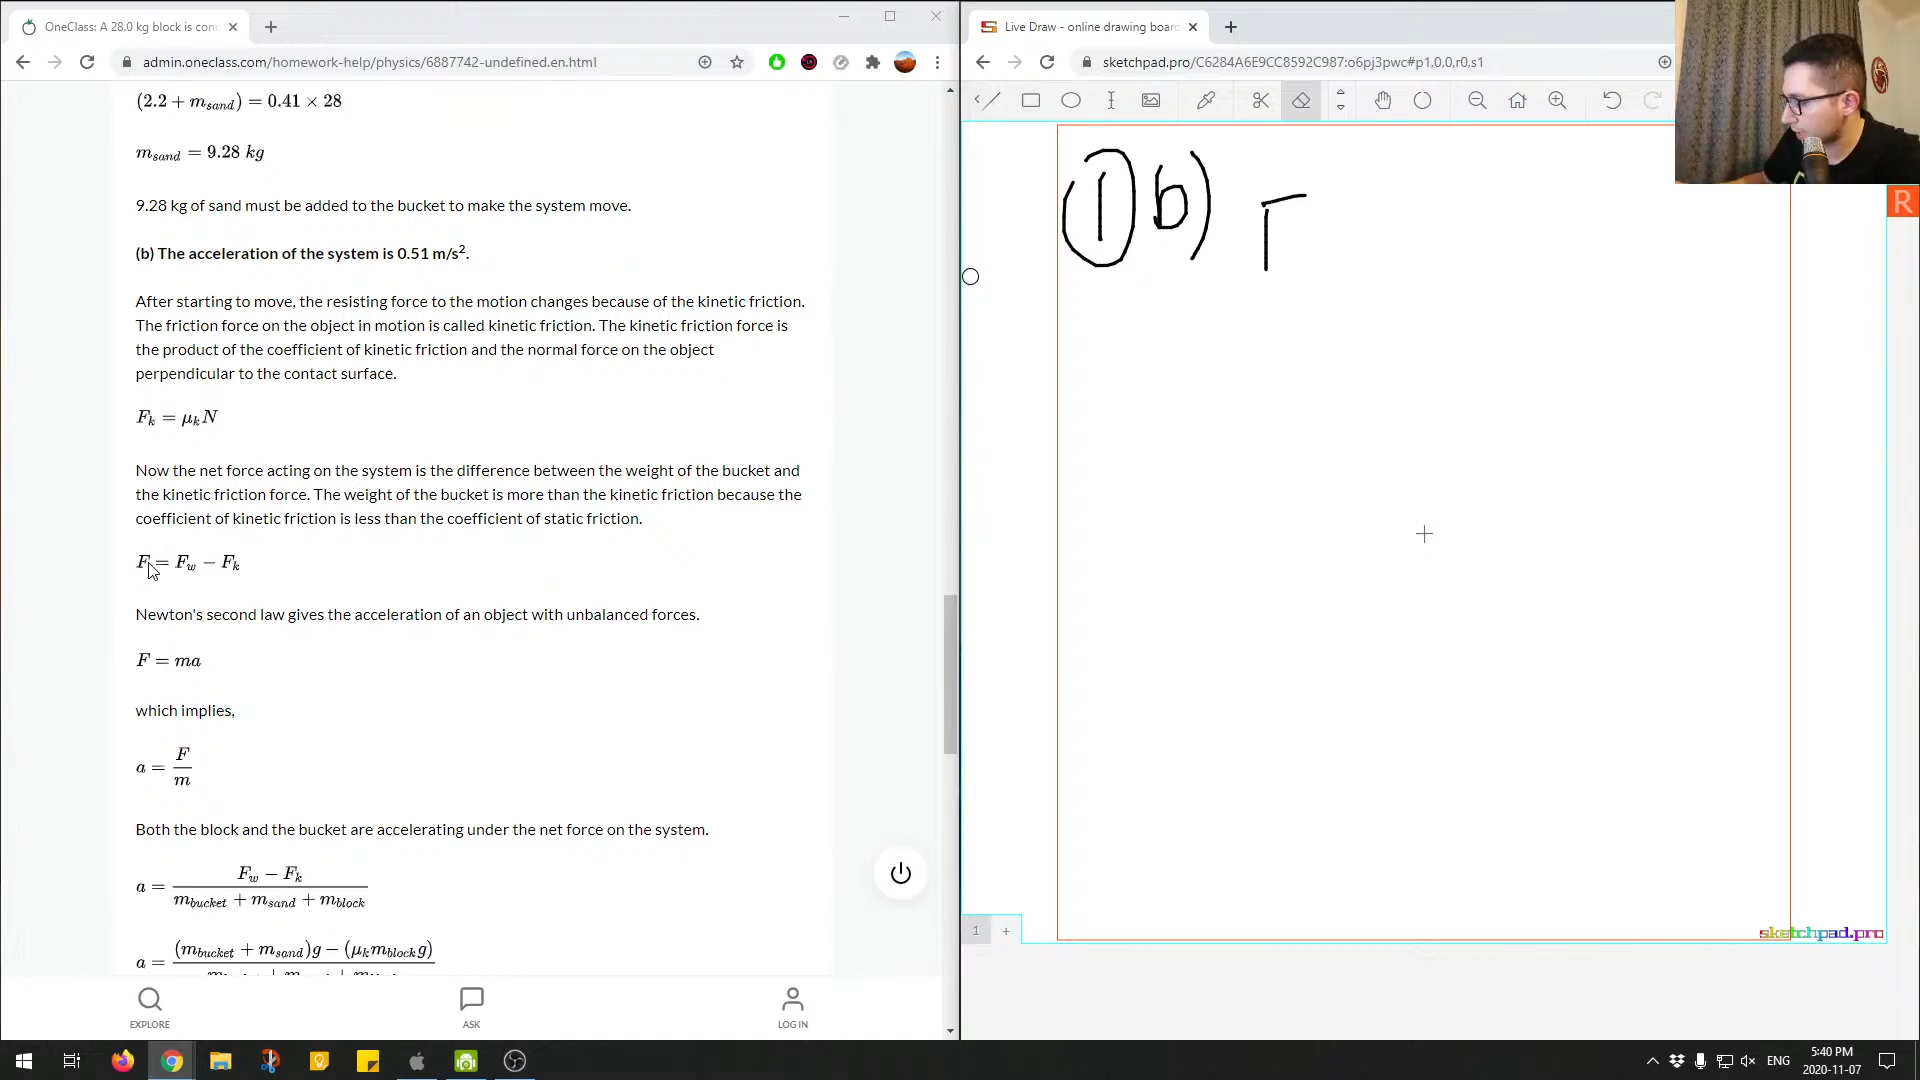 OneClass: A 28.0 kg block is con
Live Draw - online drawing board
admin.oneclass.com/homework-help/physics/6887742-undefined.en.html
sketchpad.pro/C6284A6E9CC8592C987:o6pj3pwc#p1,0,0,r0,s1
(2.2 + m_sand) = 0.41 × 28
m_sand = 9.28 kg
9.28 kg of sand must be added to the bucket to make the system move.
(b) The acceleration of the system is 0.51 m/s².
After starting to move, the resisting force to the motion changes because of the kinetic friction.
The friction force on the object in motion is called kinetic friction. The kinetic friction force is
the product of the coefficient of kinetic friction and the normal force on the object
perpendicular to the contact surface.
F_k = μ_k N
Now the net force acting on the system is the difference between the weight of the bucket and
the kinetic friction force. The weight of the bucket is more than the kinetic friction because the
coefficient of kinetic friction is less than the coefficient of static friction.
F = F_w − F_k
Newton's second law gives the acceleration of an object with unbalanced forces.
F = ma
which implies,
a = F/m
Both the block and the bucket are accelerating under the net force on the system.
a = (F_w − F_k)/(m_bucket + m_sand + m_block)
a = (m_bucket + m_sand)g − (μ_k m_block g)
EXPLORE
ASK
LOG IN
① b)
R
1 +
sketchpad.pro
ENG
5:40 PM
2020-11-07